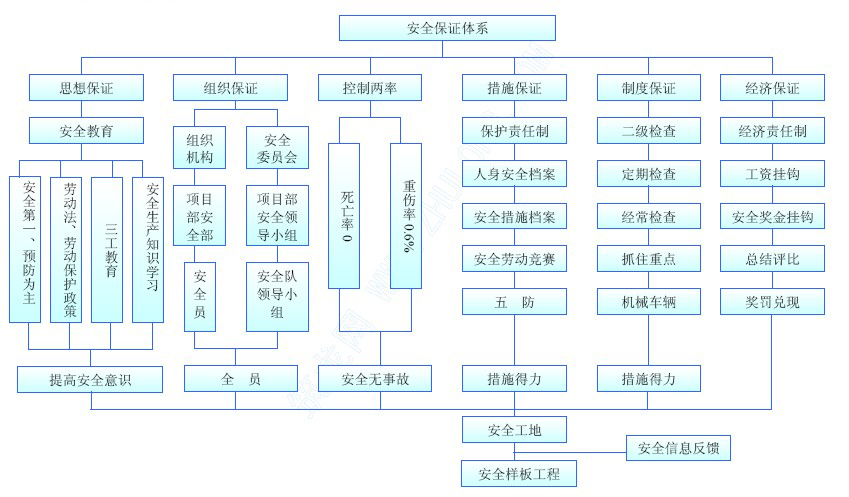 安全保证体系
思想保证
组织保证
控制两率
措施保证
制度保证
经济保证
安全教育
组织
机构
安全
委员会
保护责任制
二级检查
经济责任制
安全第一、预防为主
劳动法、劳动保护政策
三工教育
安全生产知识学习
项目
部安
全部
项目部
安全领
导小组
死亡率 0
重伤率 0.6%
人身安全档案
定期检查
工资挂钩
安全措施档案
经常检查
安全奖金挂钩
安全劳动竞赛
抓住重点
总结评比
安
全
员
安全队
领导小
组
五 防
机械车辆
奖罚兑现
提高安全意识
全 员
安全无事故
措施得力
措施得力
安全工地
安全信息反馈
安全样板工程